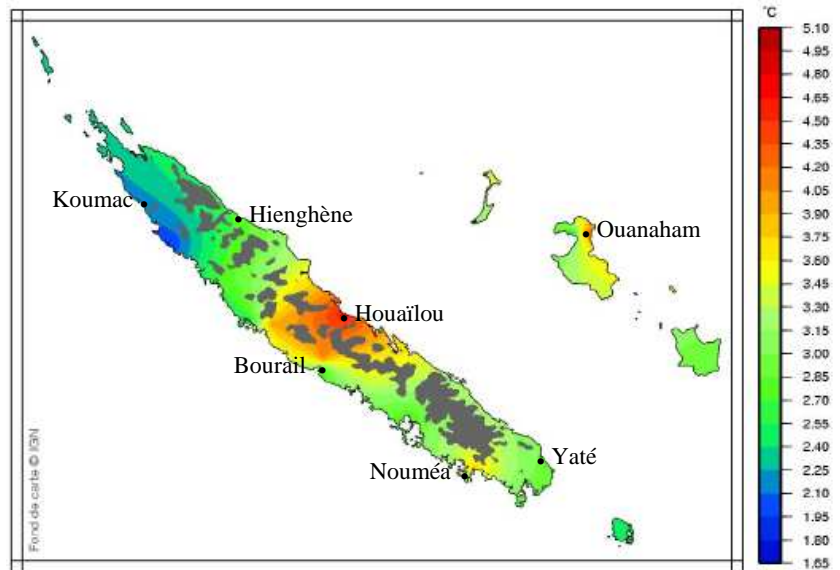 °C
5.10
4.95
4.80
4.65
4.50
4.35
4.20
4.05
3.90
3.75
3.60
3.45
3.30
3.15
3.00
2.85
2.70
2.55
2.40
2.25
2.10
1.95
1.80
1.65
Koumac
Hienghène
Ouanaham
Houaïlou
Bourail
Nouméa
Yaté
Fond de carte © IGN